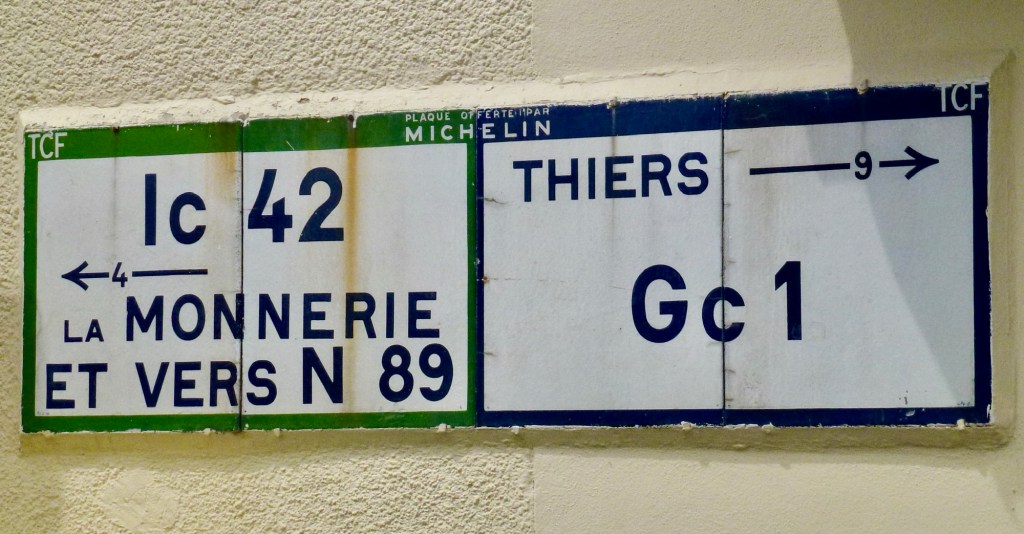 TCF
PLAQUE OFFERTE PAR
MICHELIN
TCF
Ic 42
← 4
LA MONNERIE
ET VERS N 89
THIERS 9 →
Gc 1